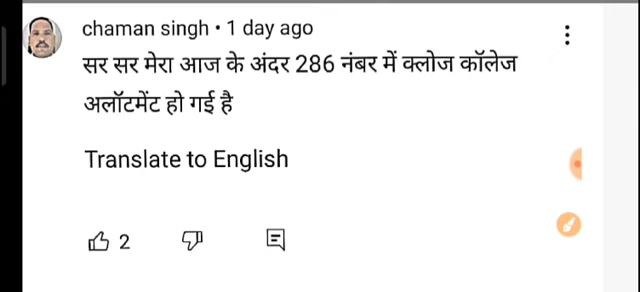 chaman singh • 1 day ago
सर सर मेरा आज के अंदर 286 नंबर में क्लोज कॉलेज
अलॉटमेंट हो गई है
Translate to English
2